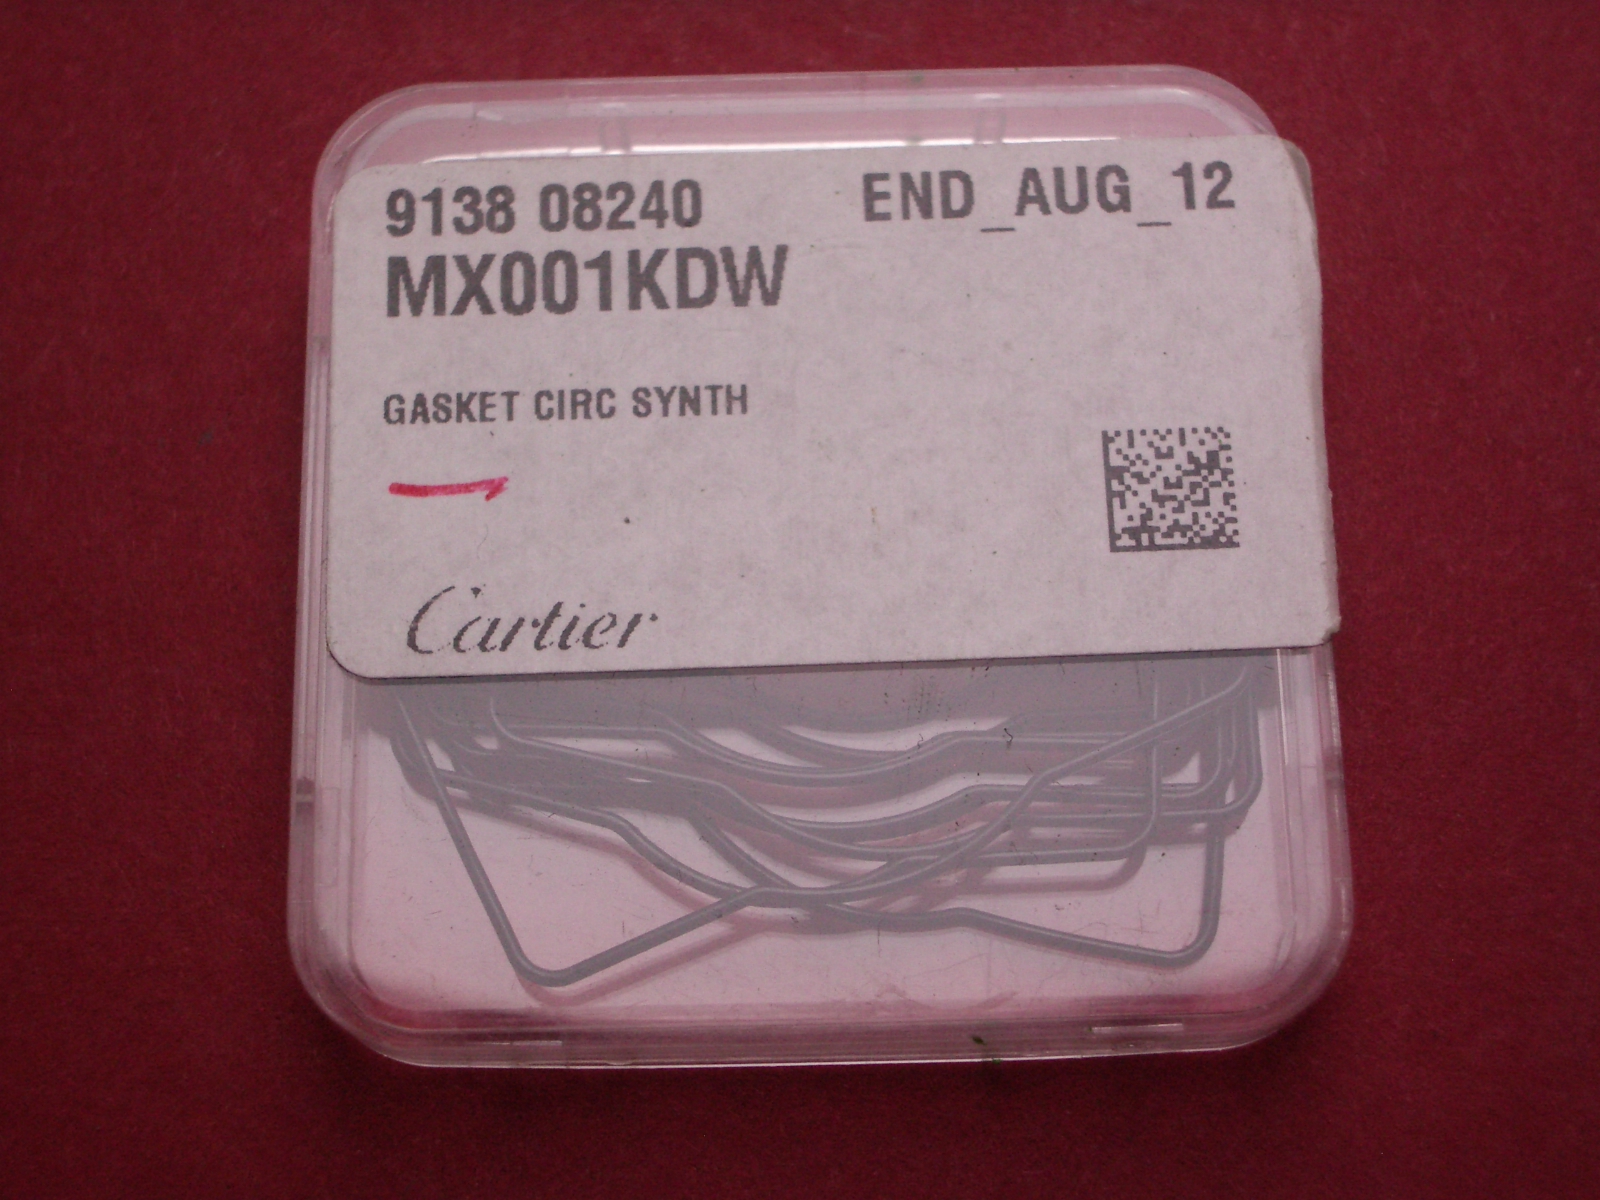 9138 08240 END_AUG_12
MX001KDW
GASKET CIRC SYNTH
Cartier